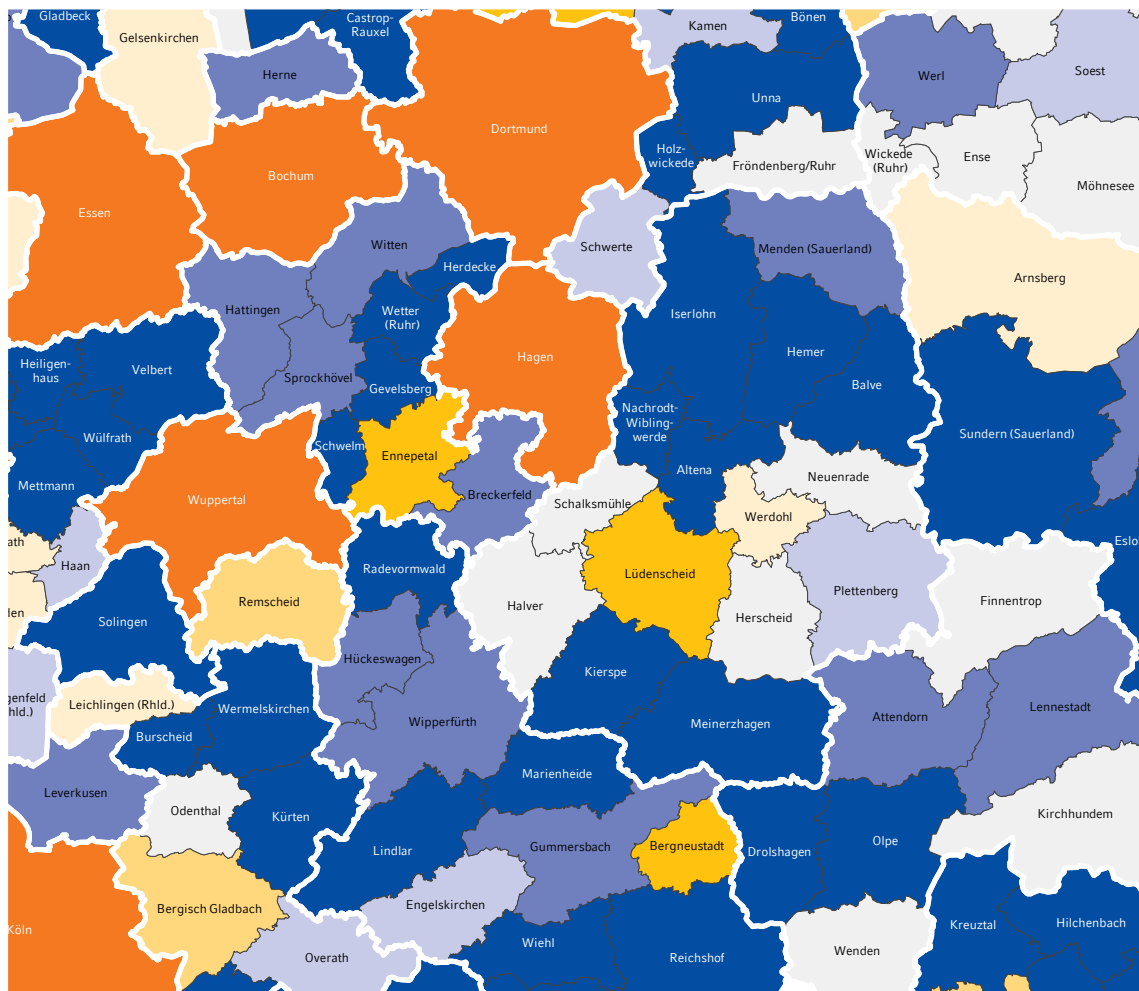 Gladbeck
Castrop-
Rauxel
Bönen
Gelsenkirchen
Kamen
Herne
Werl
Soest
Unna
Dortmund
Holz-
wickede
Fröndenberg/Ruhr
Wickede
(Ruhr)
Ense
Bochum
Möhnesee
Essen
Witten
Schwerte
Menden (Sauerland)
Herdecke
Arnsberg
Hattingen
Wetter
(Ruhr)
Iserlohn
Hemer
Hagen
Heiligen-
haus
Velbert
Sprockhövel
Gevelsberg
Balve
Nachrodt-
Wibling-
werde
Wülfrath
Schwelm
Ennepetal
Sundern (Sauerland)
Mettmann
Altena
Neuenrade
Wuppertal
Breckerfeld
Schalksmühle
Werdohl
ath
Eslo
Haan
Radevormwald
Lüdenscheid
Plettenberg
Remscheid
Finnentrop
Halver
den
Solingen
Herscheid
Hückeswagen
Kierspe
genfeld
hld.)
Leichlingen (Rhld.)
Wermelskirchen
Lennestadt
Attendorn
Wipperfürth
Meinerzhagen
Burscheid
Marienheide
Leverkusen
Odenthal
Kürten
Kirchhundem
Gummersbach
Bergneustadt
Lindlar
Drolshagen
Olpe
Engelskirchen
Bergisch Gladbach
Köln
Kreuztal
Hilchenbach
Wiehl
Wenden
Overath
Reichshof